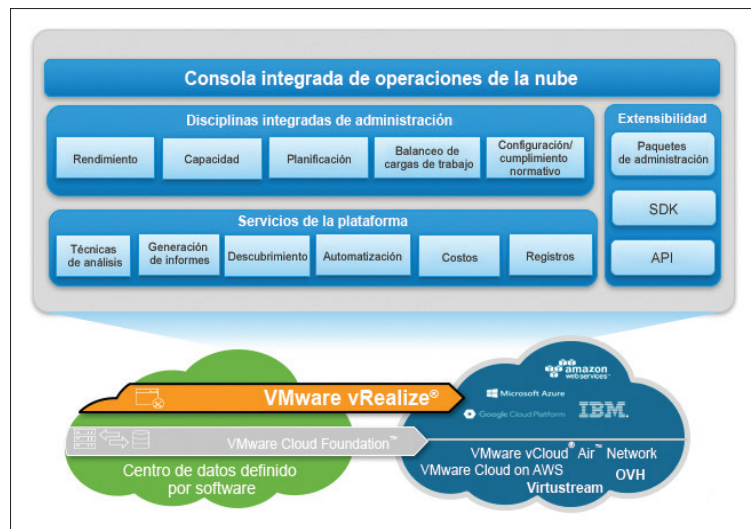 Consola integrada de operaciones de la nube
Disciplinas integradas de administración
Rendimiento
Capacidad
Planificación
Balanceo de
cargas de trabajo
Configuración/
cumplimiento
normativo
Servicios de la plataforma
Técnicas
de análisis
Generación
de informes
Descubrimiento
Automatización
Costos
Registros
Extensibilidad
Paquetes
de administración
SDK
API
VMware vRealize®
VMware Cloud Foundation™
Centro de datos definido
por software
amazon
webservices™
Microsoft Azure
Google Cloud Platform
IBM.
VMware vCloud® Air™ Network
VMware Cloud on AWS
OVH
Virtustream